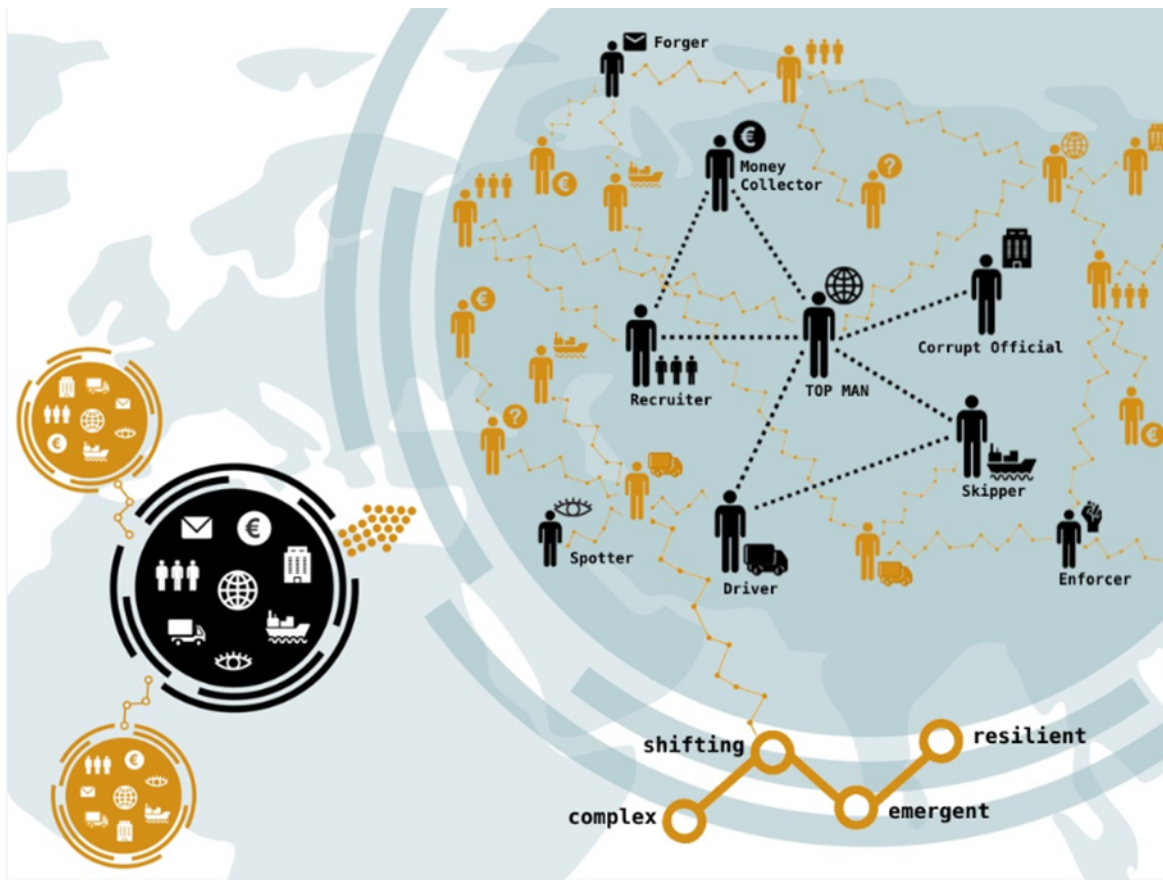 Forger
€
Money
Collector
€
?
€
Corrupt Official
Recruiter
TOP MAN
€
?
Skipper
Spotter
Driver
Enforcer
€
€
shifting
resilient
complex
emergent
€